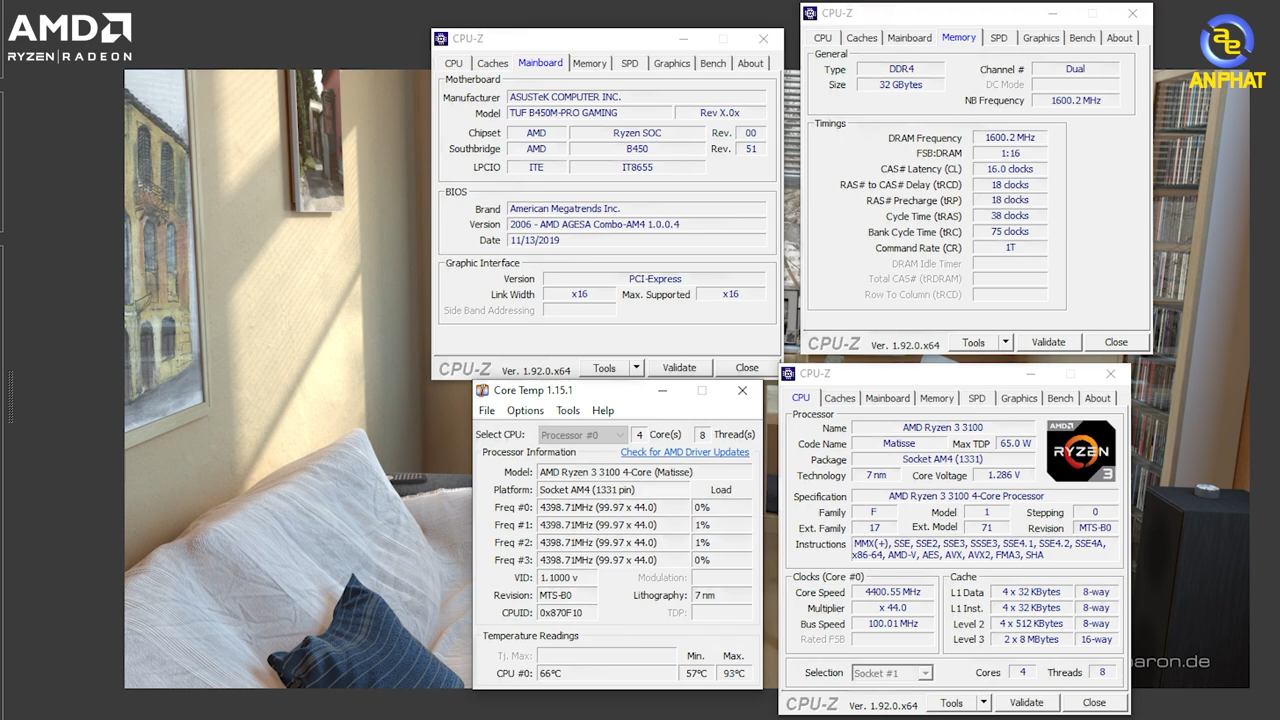 AMD
RYZEN | RADEON
ae
ANPHAT
CPU-Z
CPU Caches Mainboard Memory SPD Graphics Bench About
Motherboard
Manufacturer ASUSTeK COMPUTER INC.
Model TUF B450M-PRO GAMING Rev X.0x
Chipset AMD Ryzen SOC Rev. 00
Southbridge AMD B450 Rev. 51
LPCIO ITE IT8655
BIOS
Brand American Megatrends Inc.
Version 2006 - AMD AGESA Combo-AM4 1.0.0.4
Date 11/13/2019
Graphic Interface
Version PCI-Express
Link Width x16 Max. Supported x16
Side Band Addressing
CPU-Z Ver. 1.92.0.x64 Tools Validate Close
CPU-Z
CPU Caches Mainboard Memory SPD Graphics Bench About
General
Type DDR4 Channel # Dual
Size 32 GBytes DC Mode
NB Frequency 1600.2 MHz
Timings
DRAM Frequency 1600.2 MHz
FSB:DRAM 1:16
CAS# Latency (CL) 16.0 clocks
RAS# to CAS# Delay (tRCD) 18 clocks
RAS# Precharge (tRP) 18 clocks
Cycle Time (tRAS) 38 clocks
Bank Cycle Time (tRC) 75 clocks
Command Rate (CR) 1T
DRAM Idle Timer
Total CAS# (tRDRAM)
Row To Column (tRCD)
CPU-Z Ver. 1.92.0.x64 Tools Validate Close
Core Temp 1.15.1
File Options Tools Help
Select CPU: Processor #0 4 Core(s) 8 Thread(s)
Processor Information Check for AMD Driver Updates
Model: AMD Ryzen 3 3100 4-Core (Matisse)
Platform: Socket AM4 (1331 pin) Load
Freq #0: 4398.71MHz (99.97 x 44.0) 0%
Freq #1: 4398.71MHz (99.97 x 44.0) 1%
Freq #2: 4398.71MHz (99.97 x 44.0) 1%
Freq #3: 4398.71MHz (99.97 x 44.0) 0%
VID: 1.1000 v Modulation:
Revision: MTS-B0 Lithography: 7 nm
CPUID: 0x870F10 TDP:
Temperature Readings
Tj. Max: Min. Max.
CPU #0: 66°C 57°C 93°C
CPU-Z
CPU Caches Mainboard Memory SPD Graphics Bench About
Processor
Name AMD Ryzen 3 3100
Code Name Matisse Max TDP 65.0 W
Package Socket AM4 (1331)
Technology 7 nm Core Voltage 1.286 V
AMD
RYZEN
3
Specification AMD Ryzen 3 3100 4-Core Processor
Family F Model 1 Stepping 0
Ext. Family 17 Ext. Model 71 Revision MTS-B0
Instructions MMX(+), SSE, SSE2, SSE3, SSSE3, SSE4.1, SSE4.2, SSE4A,
x86-64, AMD-V, AES, AVX, AVX2, FMA3, SHA
Clocks (Core #0)
Core Speed 4400.55 MHz
Multiplier x 44.0
Bus Speed 100.01 MHz
Rated FSB
Cache
L1 Data 4 x 32 KBytes 8-way
L1 Inst. 4 x 32 KBytes 8-way
Level 2 4 x 512 KBytes 8-way
Level 3 2 x 8 MBytes 16-way
Selection Socket #1 Cores 4 Threads 8
CPU-Z Ver. 1.92.0.x64 Tools Validate Close
aron.de